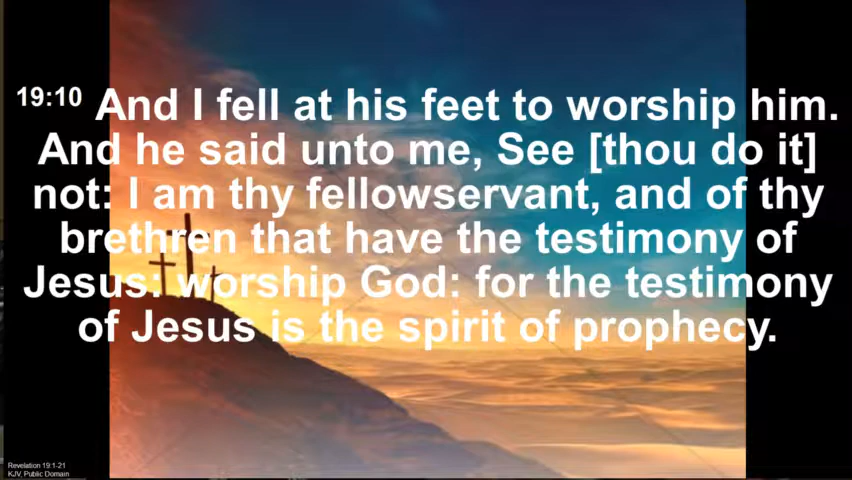 19:10 And I fell at his feet to worship him.
And he said unto me, See [thou do it]
not: I am thy fellowservant, and of thy
brethren that have the testimony of
Jesus: worship God: for the testimony
of Jesus is the spirit of prophecy.
Revelation 19:1-21
KJV, Public Domain